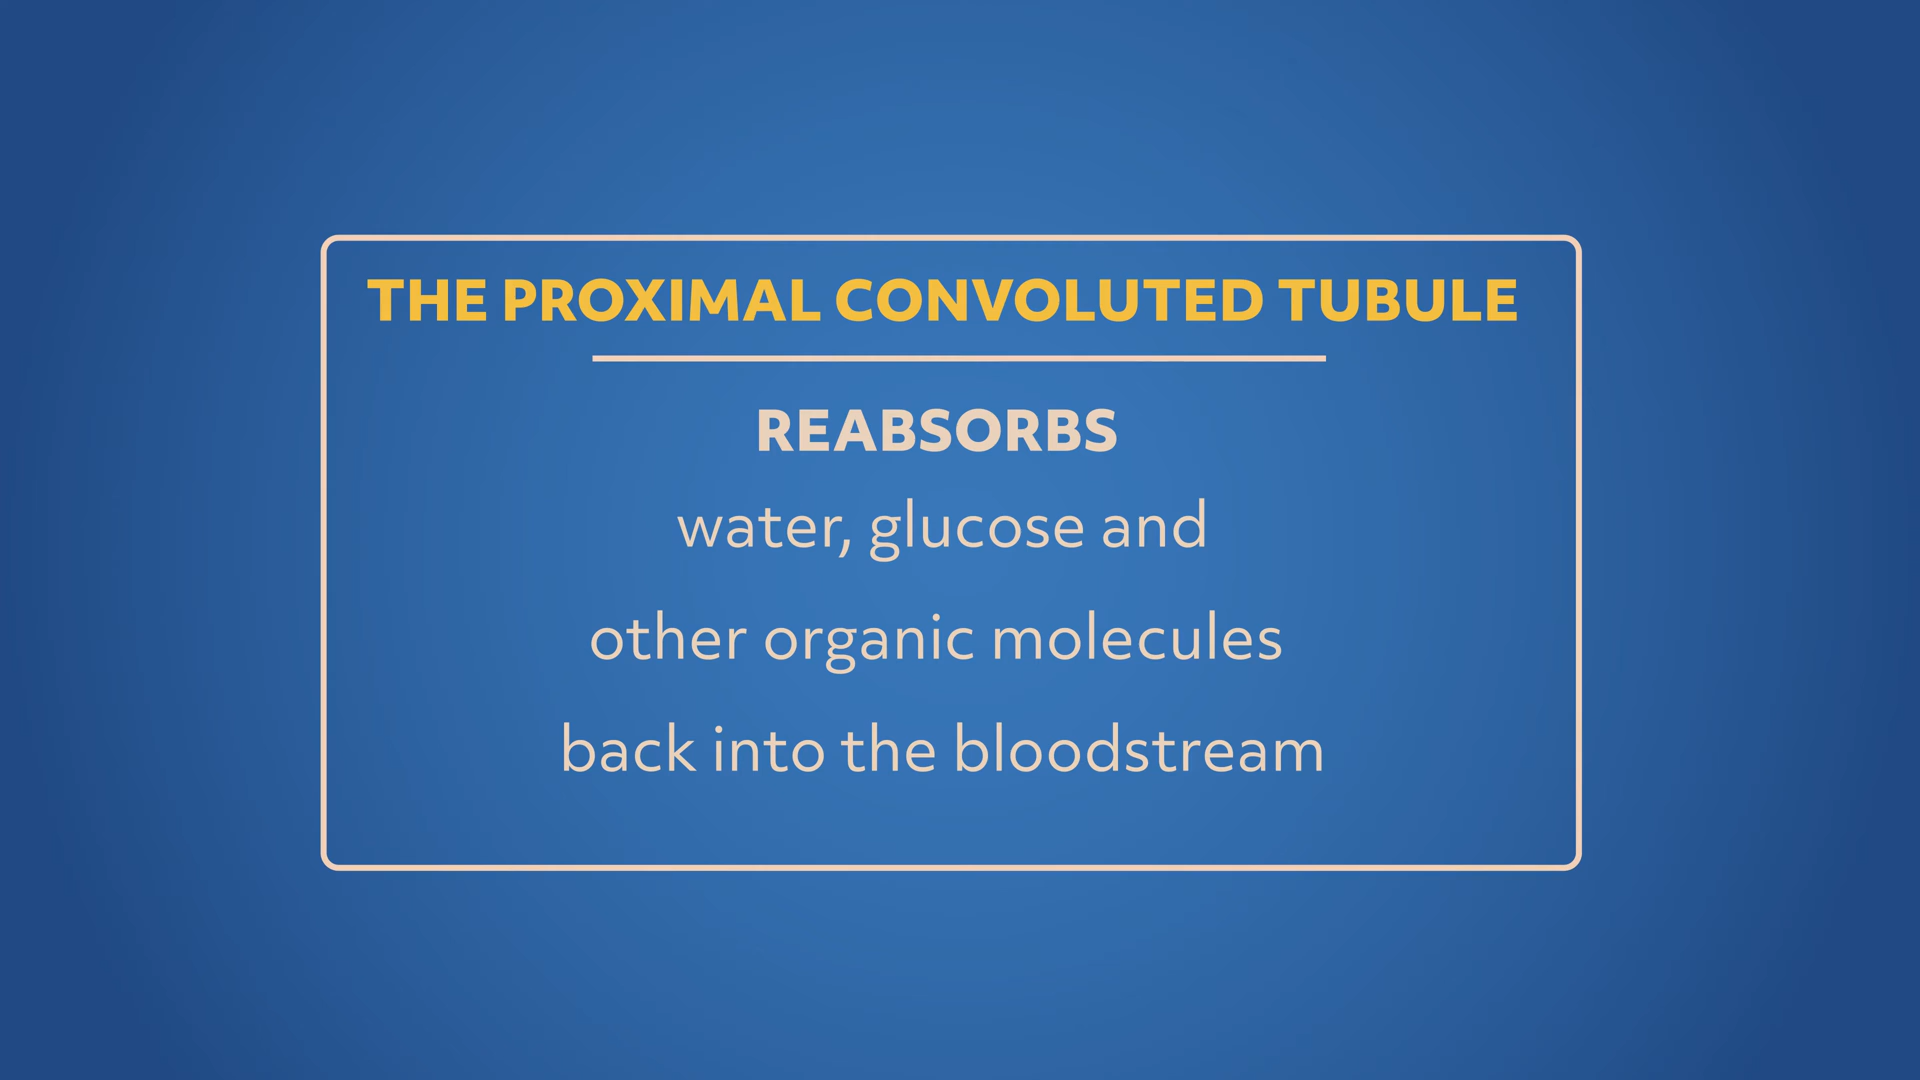 THE PROXIMAL CONVOLUTED TUBULE
REABSORBS
water, glucose and
other organic molecules
back into the bloodstream